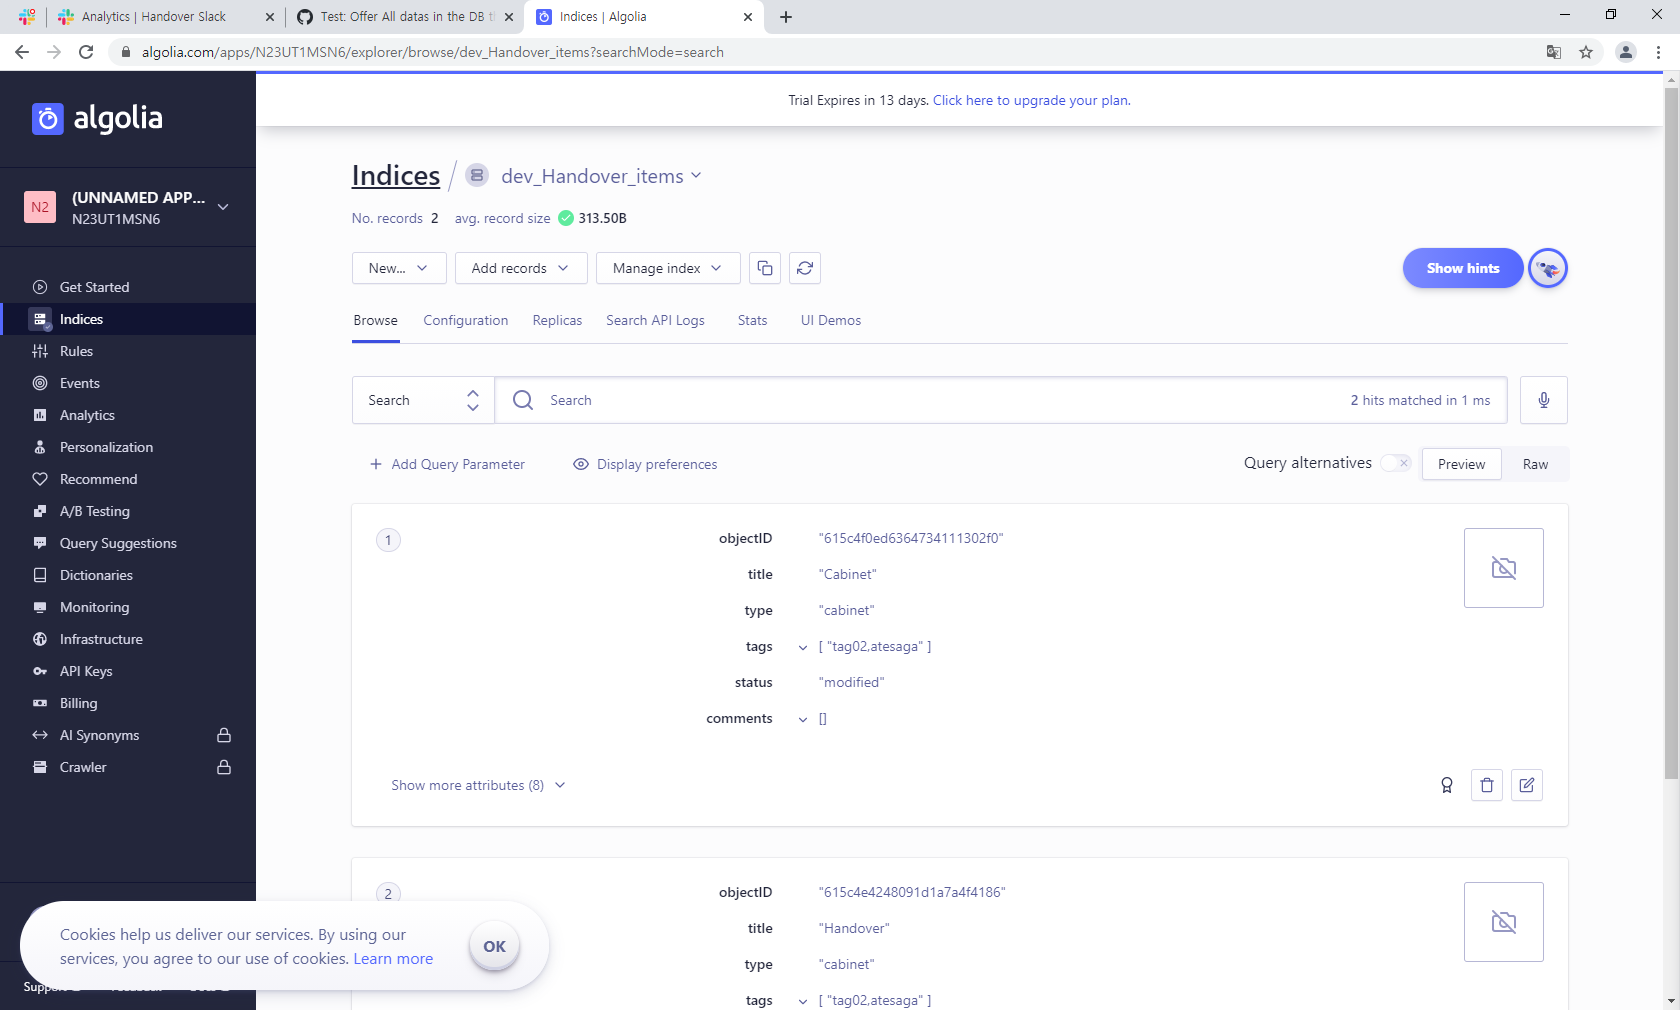 Analytics | Handover Slack
Test: Offer All datas in the DB t
Indices | Algolia
algolia.com/apps/N23UT1MSN6/explorer/browse/dev_Handover_items?searchMode=search
algolia
Trial Expires in 13 days. Click here to upgrade your plan.
N2
(UNNAMED APP...
N23UT1MSN6
Get Started
Indices
Rules
Events
Analytics
Personalization
Recommend
A/B Testing
Query Suggestions
Dictionaries
Monitoring
Infrastructure
API Keys
Billing
AI Synonyms
Crawler
Indices / dev_Handover_items
No. records 2 avg. record size 313.50B
New... Add records Manage index
Show hints
Browse Configuration Replicas Search API Logs Stats UI Demos
Search Search 2 hits matched in 1 ms
Add Query Parameter Display preferences Query alternatives Preview Raw
1
objectID "615c4f0ed6364734111302f0"
title "Cabinet"
type "cabinet"
tags [ "tag02,atesaga" ]
status "modified"
comments []
Show more attributes (8)
2
objectID "615c4e4248091d1a7a4f4186"
title "Handover"
type "cabinet"
tags [ "tag02,atesaga" ]
Cookies help us deliver our services. By using our
services, you agree to our use of cookies. Learn more
OK